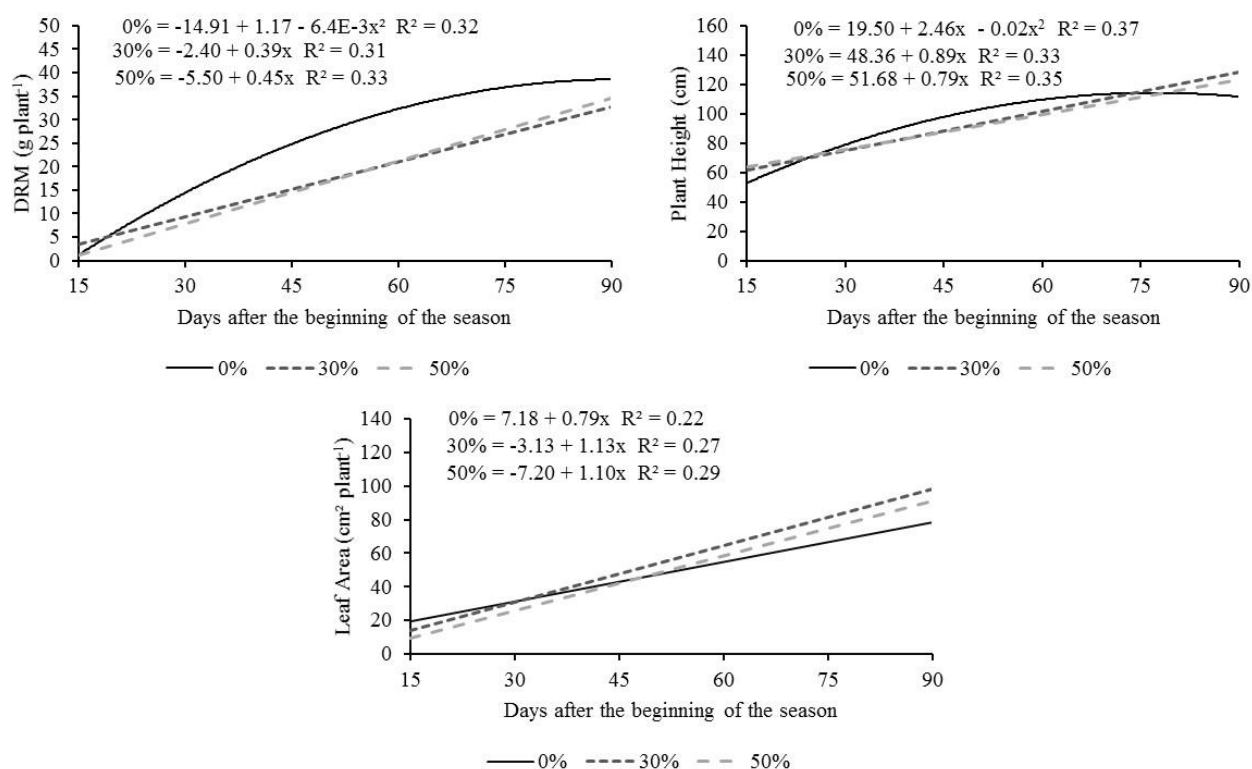 0% = -14.91 + 1.17 - 6.4E-3x² R² = 0.32
30% = -2.40 + 0.39x R² = 0.31
50% = -5.50 + 0.45x R² = 0.33
DRM (g plant⁻¹)
50
45
40
35
30
25
20
15
10
5
0
15 30 45 60 75 90
Days after the beginning of the season
0% 30% 50%
0% = 19.50 + 2.46x - 0.02x² R² = 0.37
30% = 48.36 + 0.89x R² = 0.33
50% = 51.68 + 0.79x R² = 0.35
Plant Height (cm)
160
140
120
100
80
60
40
20
0
15 30 45 60 75 90
Days after the beginning of the season
0% 30% 50%
0% = 7.18 + 0.79x R² = 0.22
30% = -3.13 + 1.13x R² = 0.27
50% = -7.20 + 1.10x R² = 0.29
Leaf Area (cm² plant⁻¹)
140
120
100
80
60
40
20
0
15 30 45 60 75 90
Days after the beginning of the season
0% 30% 50%